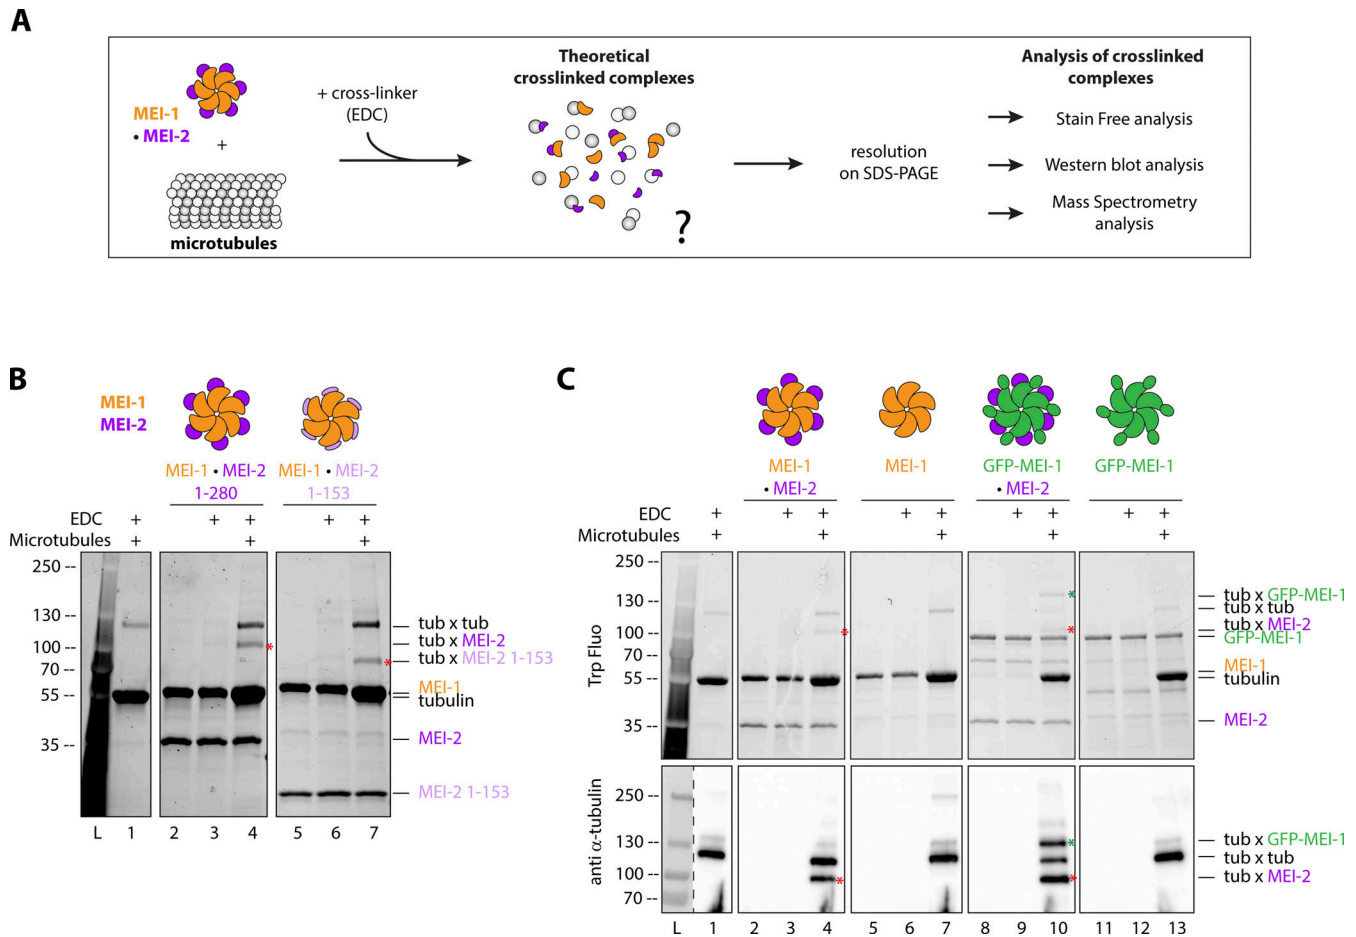 A
MEI-1
• MEI-2
+
microtubules
+ cross-linker
(EDC)
Theoretical
crosslinked complexes
?
resolution
on SDS-PAGE
Analysis of crosslinked
complexes
Stain Free analysis
Western blot analysis
Mass Spectrometry
analysis
B
MEI-1
MEI-2
MEI-1 • MEI-2
1-280
MEI-1 • MEI-2
1-153
EDC + + + + +
Microtubules + + +
250 --
130 --
100 --
70 --
55 --
35 --
*
*
tub x tub
tub x MEI-2
tub x MEI-2 1-153
MEI-1
tubulin
MEI-2
MEI-2 1-153
L 1 2 3 4 5 6 7
C
MEI-1
• MEI-2
MEI-1
GFP-MEI-1
• MEI-2
GFP-MEI-1
EDC + + + + + + + + +
Microtubules + + + + +
Trp Fluo
250 --
130 --
100 --
70 --
55 --
35 --
*
*
*
tub x GFP-MEI-1
tub x tub
tub x MEI-2
GFP-MEI-1
MEI-1
tubulin
MEI-2
anti α-tubulin
250 --
130 --
100 --
70 --
*
*
*
tub x GFP-MEI-1
tub x tub
tub x MEI-2
L 1 2 3 4 5 6 7 8 9 10 11 12 13